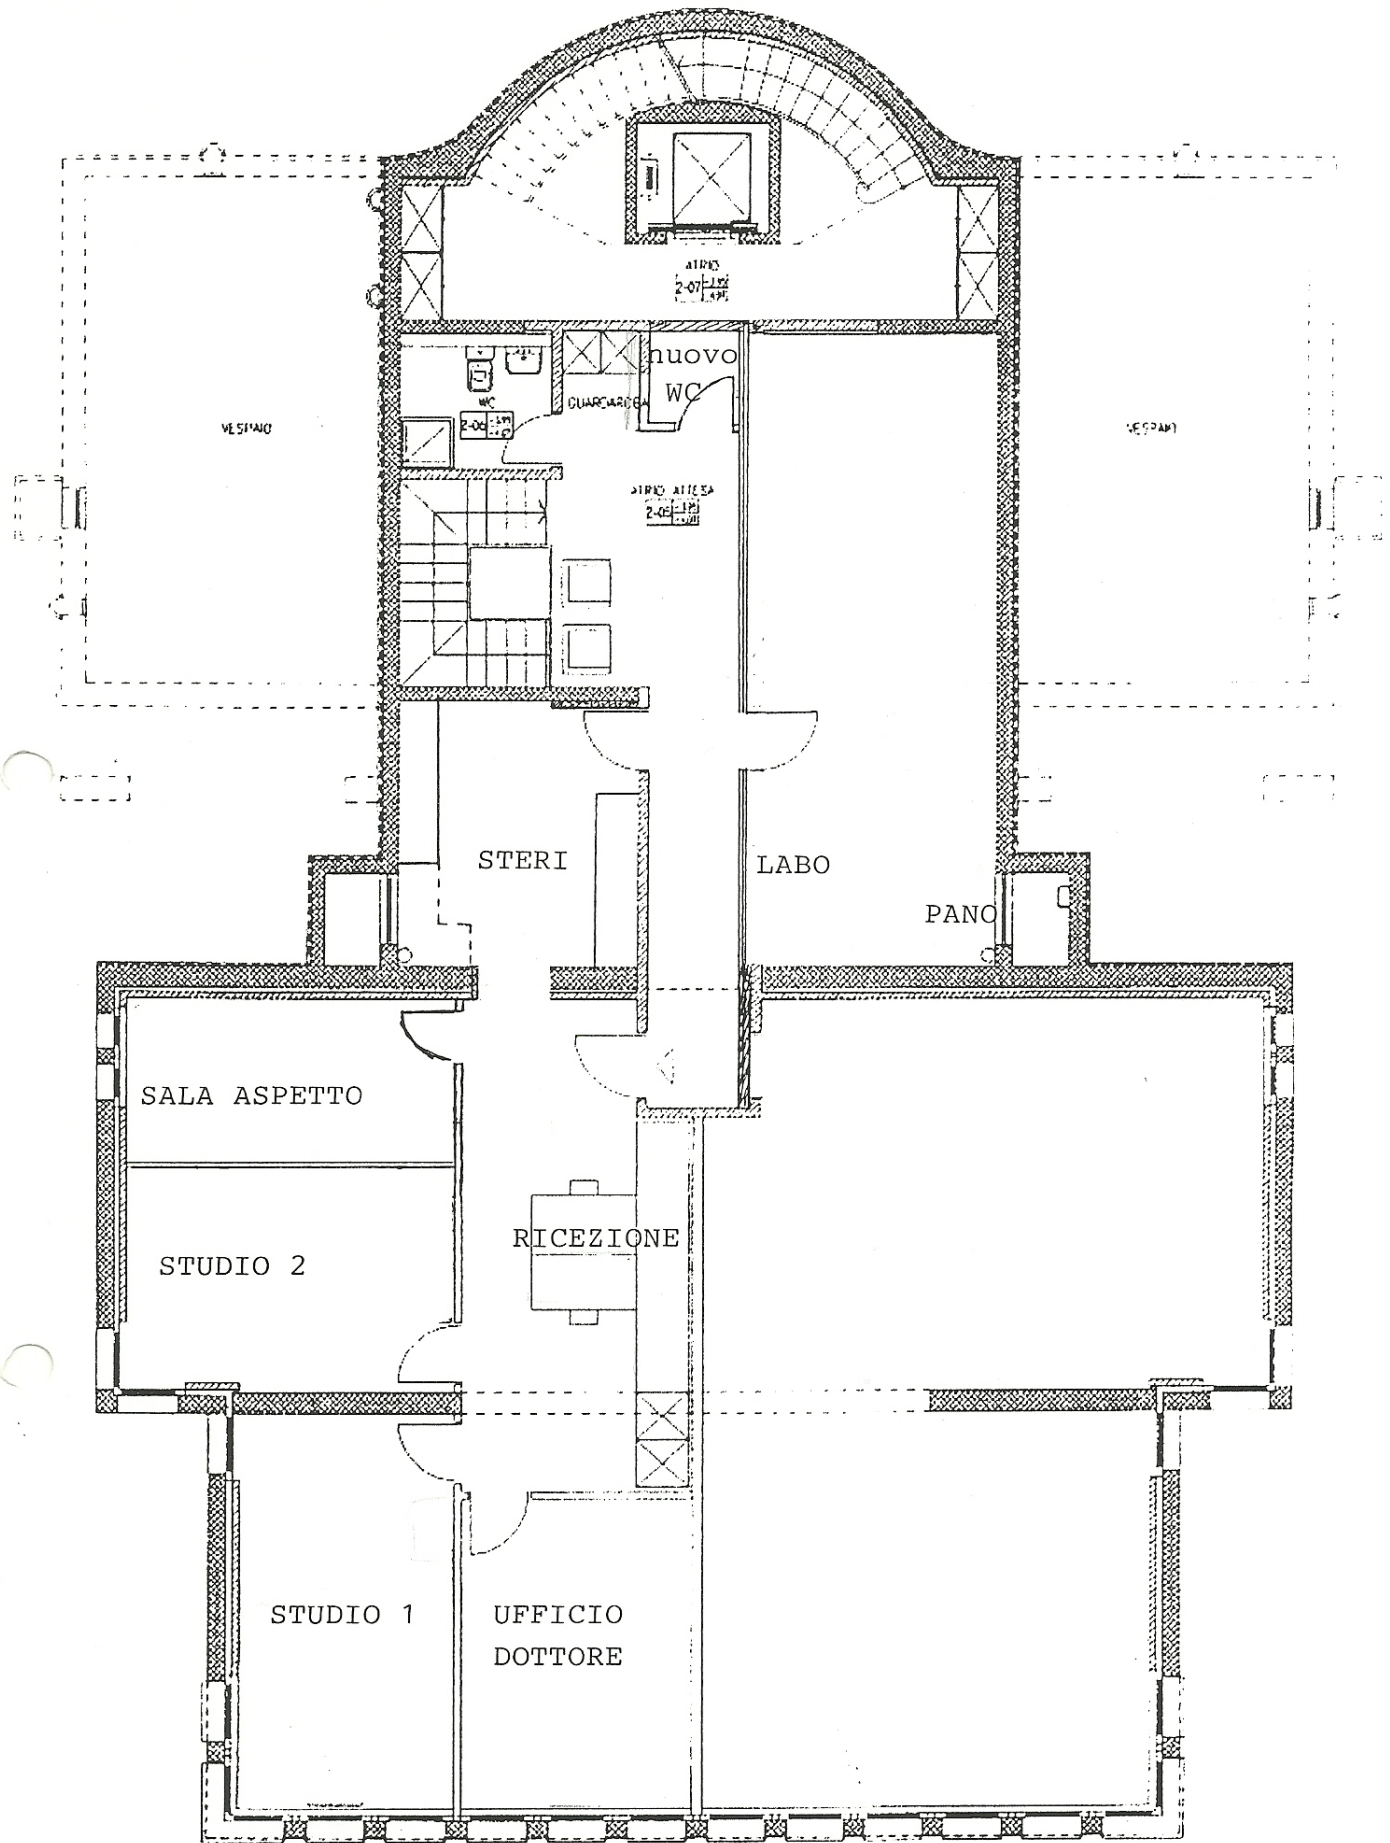 ATRIO
2-07
nuovo
WC
WC
2-06
GUARDAROBA
VESPAIO
VESPAIO
ATRIO ATTESA
2-05
STERI
LABO
PANO
SALA ASPETTO
RICEZIONE
STUDIO 2
STUDIO 1
UFFICIO
DOTTORE